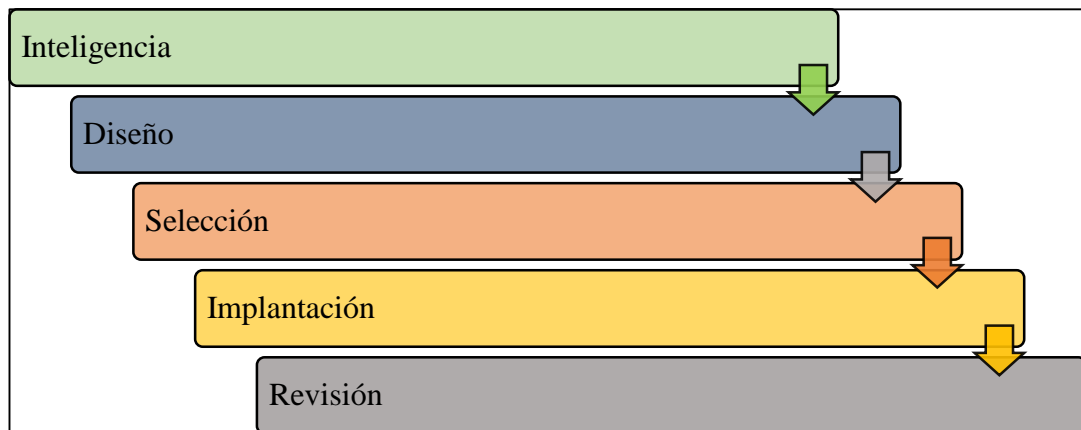 Inteligencia
Diseño
Selección
Implantación
Revisión